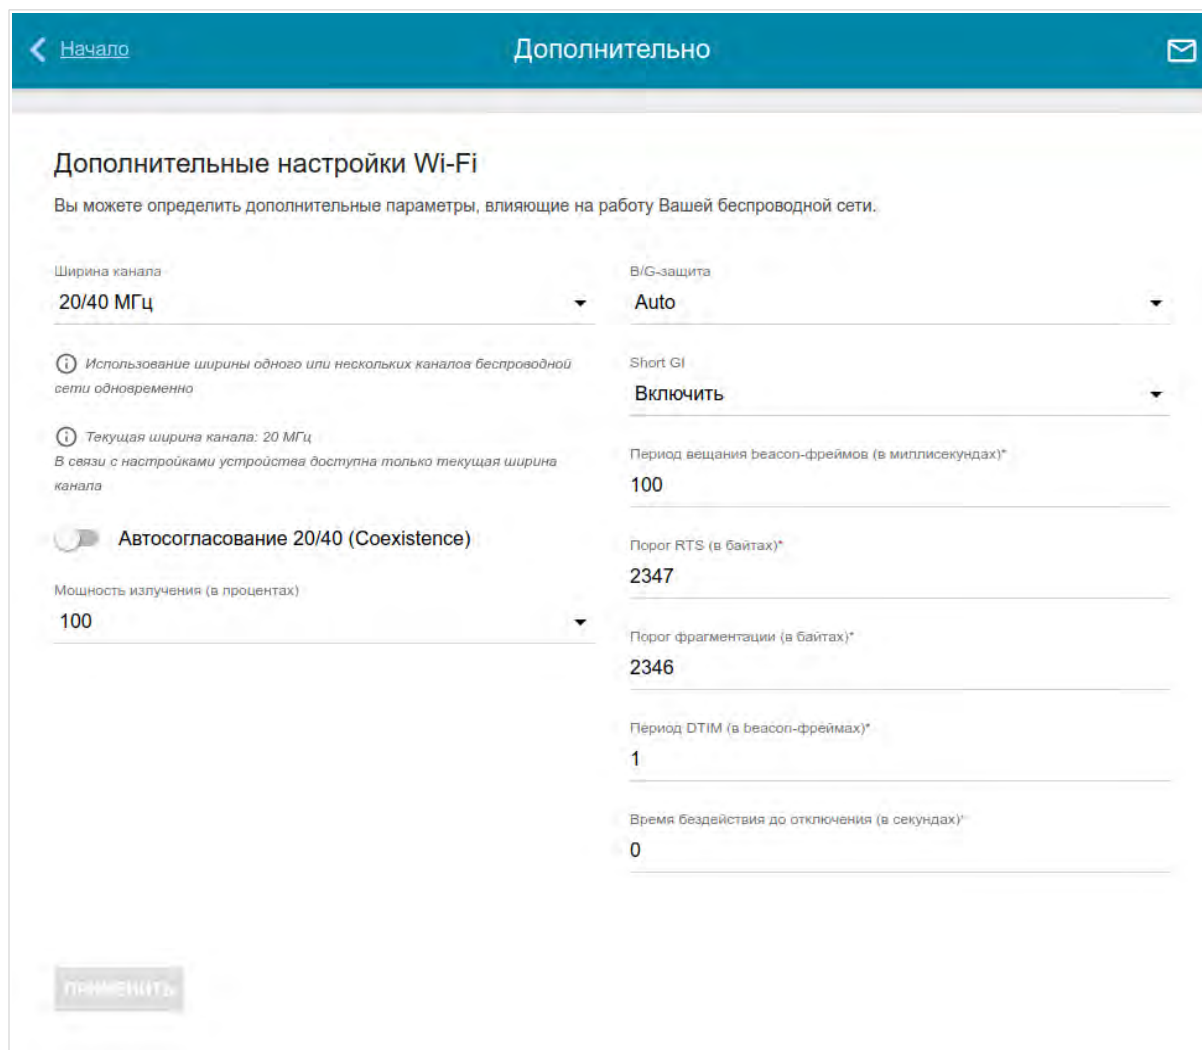 Начало
Дополнительно
Дополнительные настройки Wi-Fi
Вы можете определить дополнительные параметры, влияющие на работу Вашей беспроводной сети.
Ширина канала
20/40 МГц
Использование ширины одного или нескольких каналов беспроводной
сети одновременно
Текущая ширина канала: 20 МГц
В связи с настройками устройства доступна только текущая ширина
канала
Автосогласование 20/40 (Coexistence)
Мощность излучения (в процентах)
100
B/G-защита
Auto
Short GI
Включить
Период вещания beacon-фреймов (в миллисекундах)*
100
Порог RTS (в байтах)*
2347
Порог фрагментации (в байтах)*
2346
Период DTIM (в beacon-фреймах)*
1
Время бездействия до отключения (в секундах)*
0
ПРИМЕНИТЬ